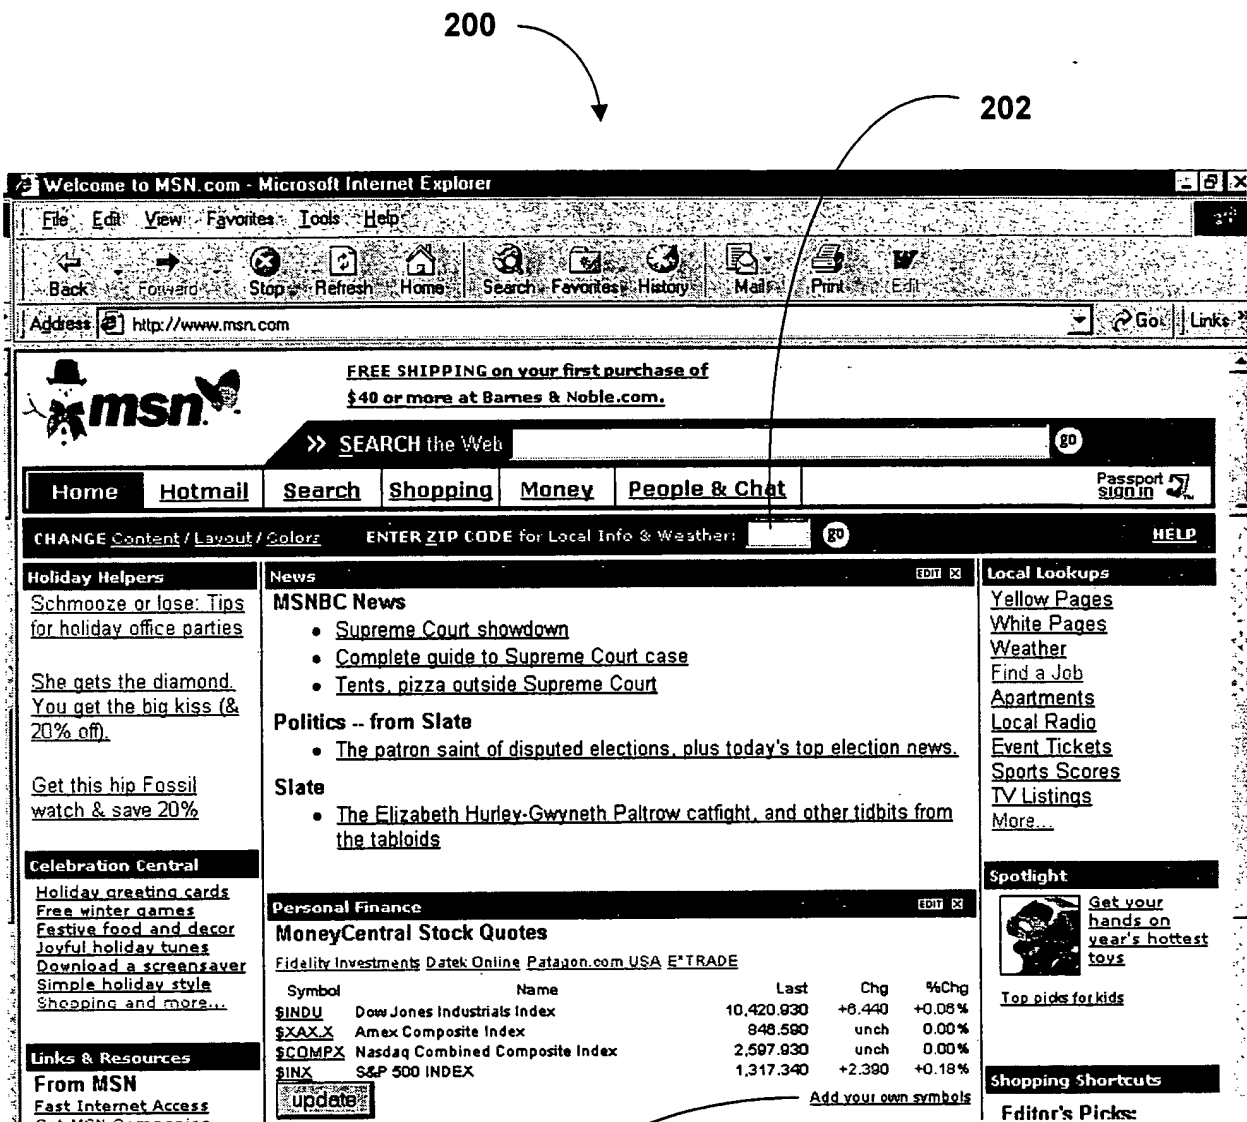 200
202
Welcome to MSN.com - Microsoft Internet Explorer
File Edit View Favorites Tools Help
Back Forward Stop Refresh Home Search Favorites History Mail Print Edit
Address http://www.msn.com Go Links »
msn
FREE SHIPPING on your first purchase of
$40 or more at Barnes & Noble.com.
>> SEARCH the Web go
Home Hotmail Search Shopping Money People & Chat Passport sign in
CHANGE Content / Layout / Colors ENTER ZIP CODE for Local Info & Weather: go HELP
Holiday Helpers
Schmooze or lose: Tips
for holiday office parties
She gets the diamond.
You get the big kiss (&
20% off).
Get this hip Fossil
watch & save 20%
Celebration Central
Holiday greeting cards
Free winter games
Festive food and decor
Joyful holiday tunes
Download a screensaver
Simple holiday style
Shopping and more...
Links & Resources
From MSN
Fast Internet Access
News EDIT X
MSNBC News
• Supreme Court showdown
• Complete guide to Supreme Court case
• Tents, pizza outside Supreme Court
Politics -- from Slate
• The patron saint of disputed elections, plus today's top election news.
Slate
• The Elizabeth Hurley-Gwyneth Paltrow catfight, and other tidbits from
the tabloids
Personal Finance EDIT X
MoneyCentral Stock Quotes
Fidelity Investments Datek Online Patagon.com USA E*TRADE
Symbol Name Last Chg %Chg
$INDU Dow Jones Industrials Index 10,420.930 +6.440 +0.06%
$XAX.X Amex Composite Index 846.590 unch 0.00%
$COMPX Nasdaq Combined Composite Index 2,597.930 unch 0.00%
$INX S&P 500 INDEX 1,317.340 +2.390 +0.18%
update
Add your own symbols
Local Lookups
Yellow Pages
White Pages
Weather
Find a Job
Apartments
Local Radio
Event Tickets
Sports Scores
TV Listings
More...
Spotlight
Get your
hands on
year's hottest
toys
Top picks for kids
Shopping Shortcuts
Editor's Picks: